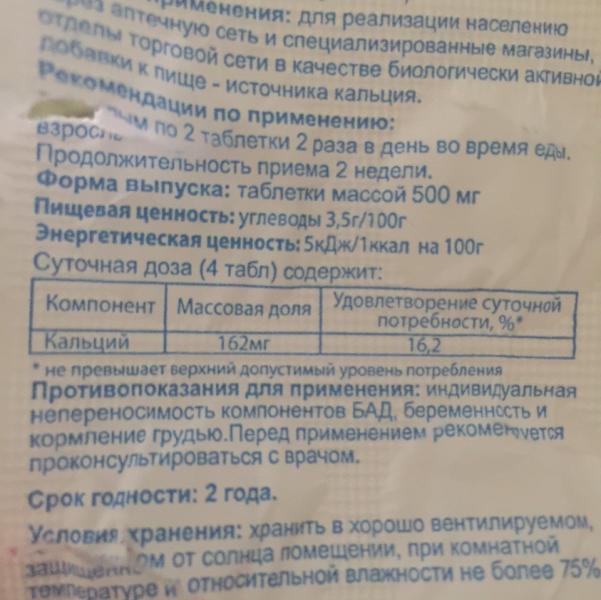 применения: для реализации населению
через аптечную сеть и специализированные магазины,
отделы торговой сети в качестве биологически активной
добавки к пище - источника кальция.
Рекомендации по применению:
по 2 таблетки 2 раза в день во время еды.
Продолжительность приема 2 недели.
Форма выпуска: таблетки массой 500 мг
Пищевая ценность: углеводы 3,5г/100г
Энергетическая ценность: 5кДж/1ккал на 100г
Суточная доза (4 табл) содержит:
Компонент Массовая доля Удовлетворение суточной
потребности, %*
Кальций 162мг 16,2
* не превышает верхний допустимый уровень потребления
Противопоказания для применения: индивидуальная
непереносимость компонентов БАД, беременность и
кормление грудью.Перед применением рекомендуется
проконсультироваться с врачом.
Срок годности: 2 года.
Условия хранения: хранить в хорошо вентилируемом,
от солнца помещении, при комнатной
температуре и относительной влажности не более 75%